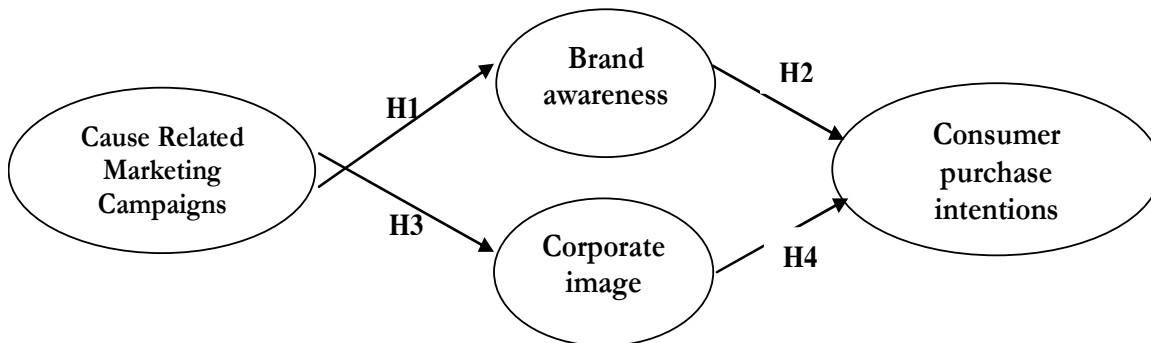 Cause Related
Marketing
Campaigns
H1
H3
Brand
awareness
Corporate
image
H2
H4
Consumer
purchase
intentions